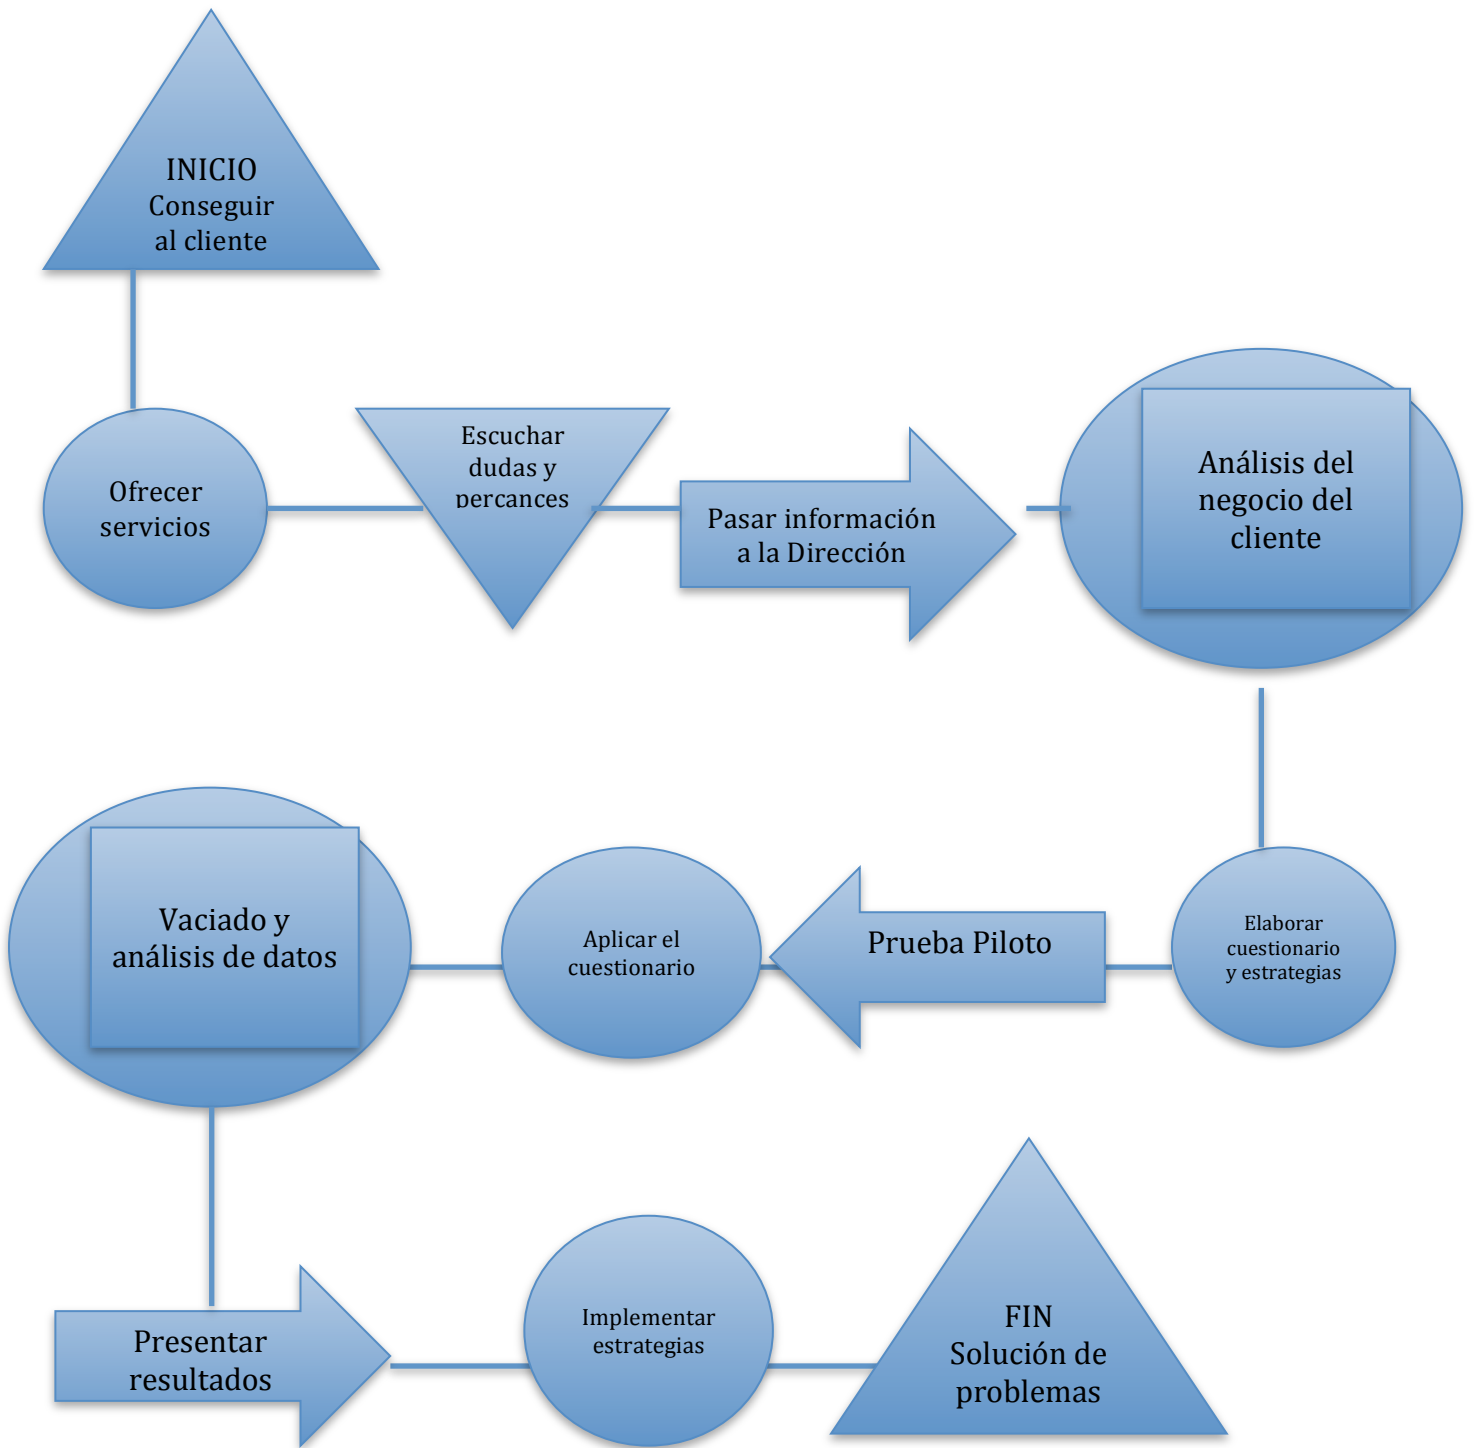 INICIO
Conseguir
al cliente
Ofrecer
servicios
Escuchar
dudas y
percances
Pasar información
a la Dirección
Análisis del
negocio del
cliente
Elaborar
cuestionario
y estrategias
Prueba Piloto
Aplicar el
cuestionario
Vaciado y
análisis de datos
Presentar
resultados
Implementar
estrategias
FIN
Solución de
problemas